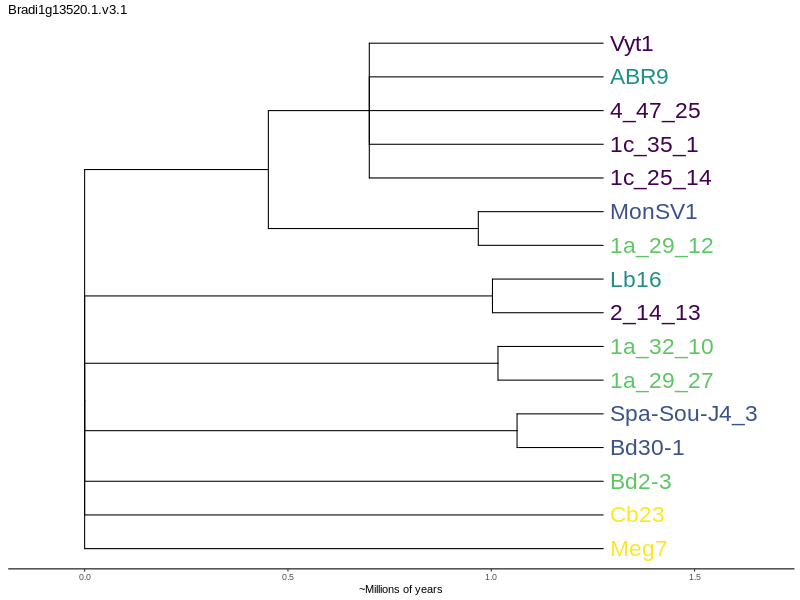 Bradi1g13520.1.v3.1
Vyt1
ABR9
4_47_25
1c_35_1
1c_25_14
MonSV1
1a_29_12
Lb16
2_14_13
1a_32_10
1a_29_27
Spa-Sou-J4_3
Bd30-1
Bd2-3
Cb23
Meg7
0.0 0.5 1.0 1.5
~Millions of years